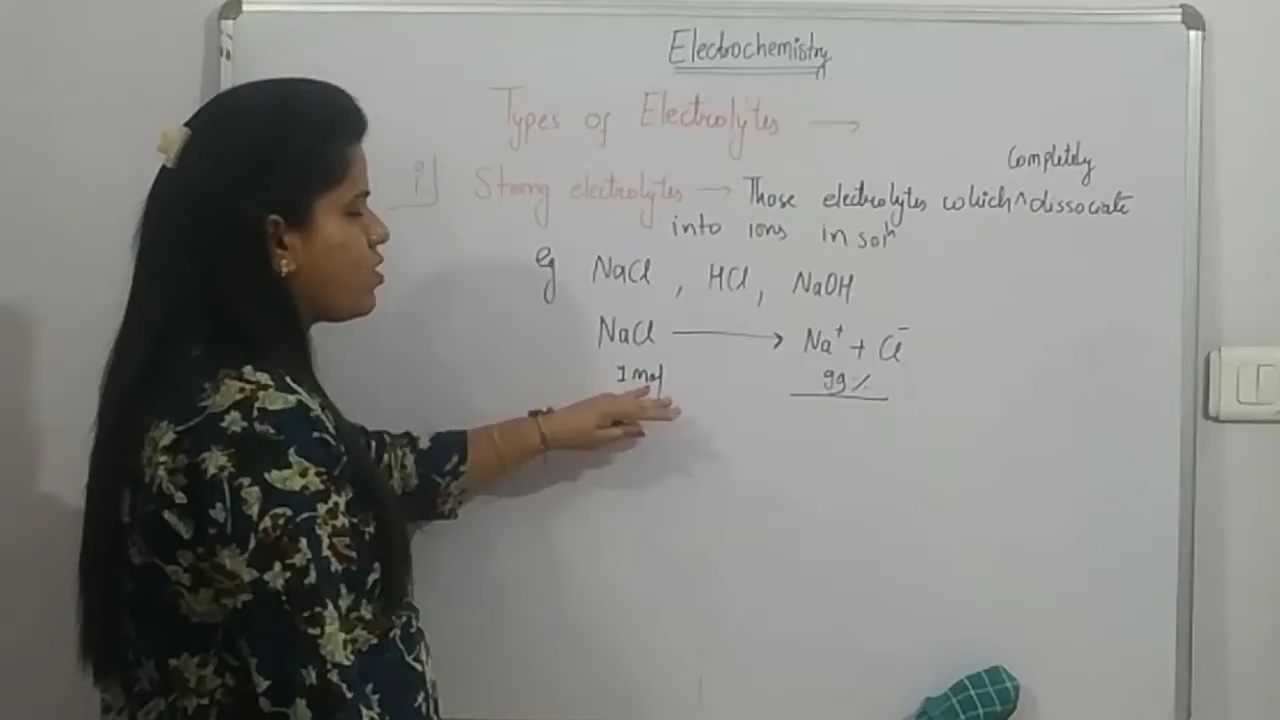 Electrochemistry
Types of Electrolytes →
i] Strong electrolytes → Those electrolytes which ^ completely dissociate
into ions in solⁿ
eg NaCl, HCl, NaOH
NaCl ⟶ Na⁺ + Cl⁻
1 mol 99%